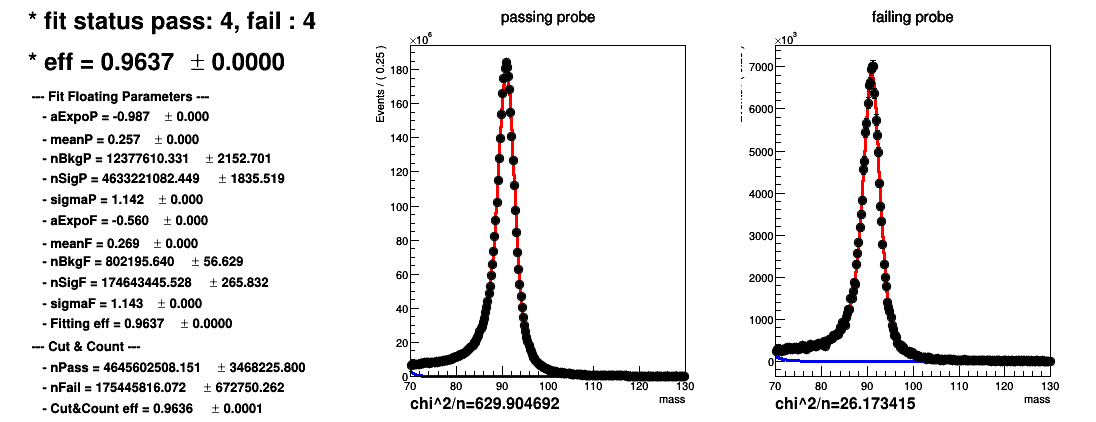 * fit status pass: 4, fail : 4
* eff = 0.9637 ± 0.0000
--- Fit Floating Parameters ---
- aExpoP = -0.987 ± 0.000
- meanP = 0.257 ± 0.000
- nBkgP = 12377610.331 ± 2152.701
- nSigP = 4633221082.449 ± 1835.519
- sigmaP = 1.142 ± 0.000
- aExpoF = -0.560 ± 0.000
- meanF = 0.269 ± 0.000
- nBkgF = 802195.640 ± 56.629
- nSigF = 174643445.528 ± 265.832
- sigmaF = 1.143 ± 0.000
- Fitting eff = 0.9637 ± 0.0000
--- Cut & Count ---
- nPass = 4645602508.151 ± 3468225.800
- nFail = 175445816.072 ± 672750.262
- Cut&Count eff = 0.9636 ± 0.0001
passing probe
×10⁶
Events / ( 0.25 )
180
160
140
120
100
80
60
40
20
0
70 80 90 100 110 120 130
mass
chi^2/n=629.904692
failing probe
×10³
7000
6000
5000
4000
3000
2000
1000
0
70 80 90 100 110 120 130
mass
chi^2/n=26.173415